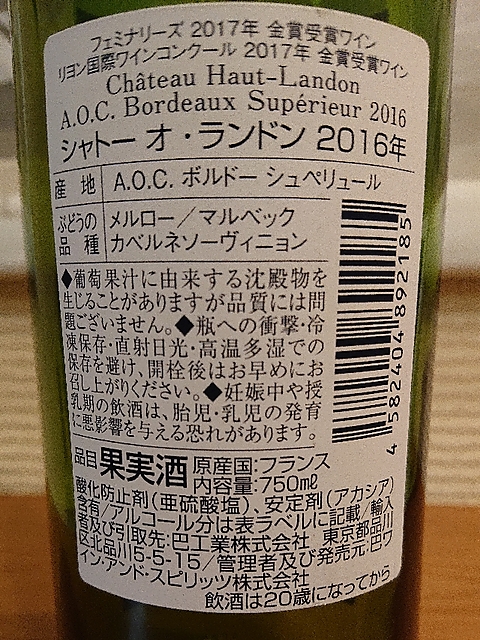 フェミナリーズ 2017年 金賞受賞ワイン
リヨン国際ワインコンクール 2017年 金賞受賞ワイン
Château Haut-Landon
A.O.C. Bordeaux Supérieur 2016
シャトー オ・ランドン 2016年
産 地 A.O.C. ボルドー シュペリュール
ぶどうの品種 メルロー／マルベック
カベルネソーヴィニョン
◆葡萄果汁に由来する沈殿物を
生じることがありますが品質には問
題ございません。◆瓶への衝撃・冷
凍保存・直射日光・高温多湿での
保存を避け、開栓後はお早めにお
召し上がりください。◆妊娠中や授
乳期の飲酒は、胎児・乳児の発育
に悪影響を与える恐れがあります。
4 582404 892185
品目 果実酒 原産国:フランス
内容量:750㎖
酸化防止剤(亜硫酸塩)、安定剤(アカシア)
含有/アルコール分は表ラベルに記載/輸入
者及び引取先:巴工業株式会社 東京都品川
区北品川5-5-15/管理者及び発売元:巴ワ
イン・アンド・スピリッツ株式会社
飲酒は20歳になってから